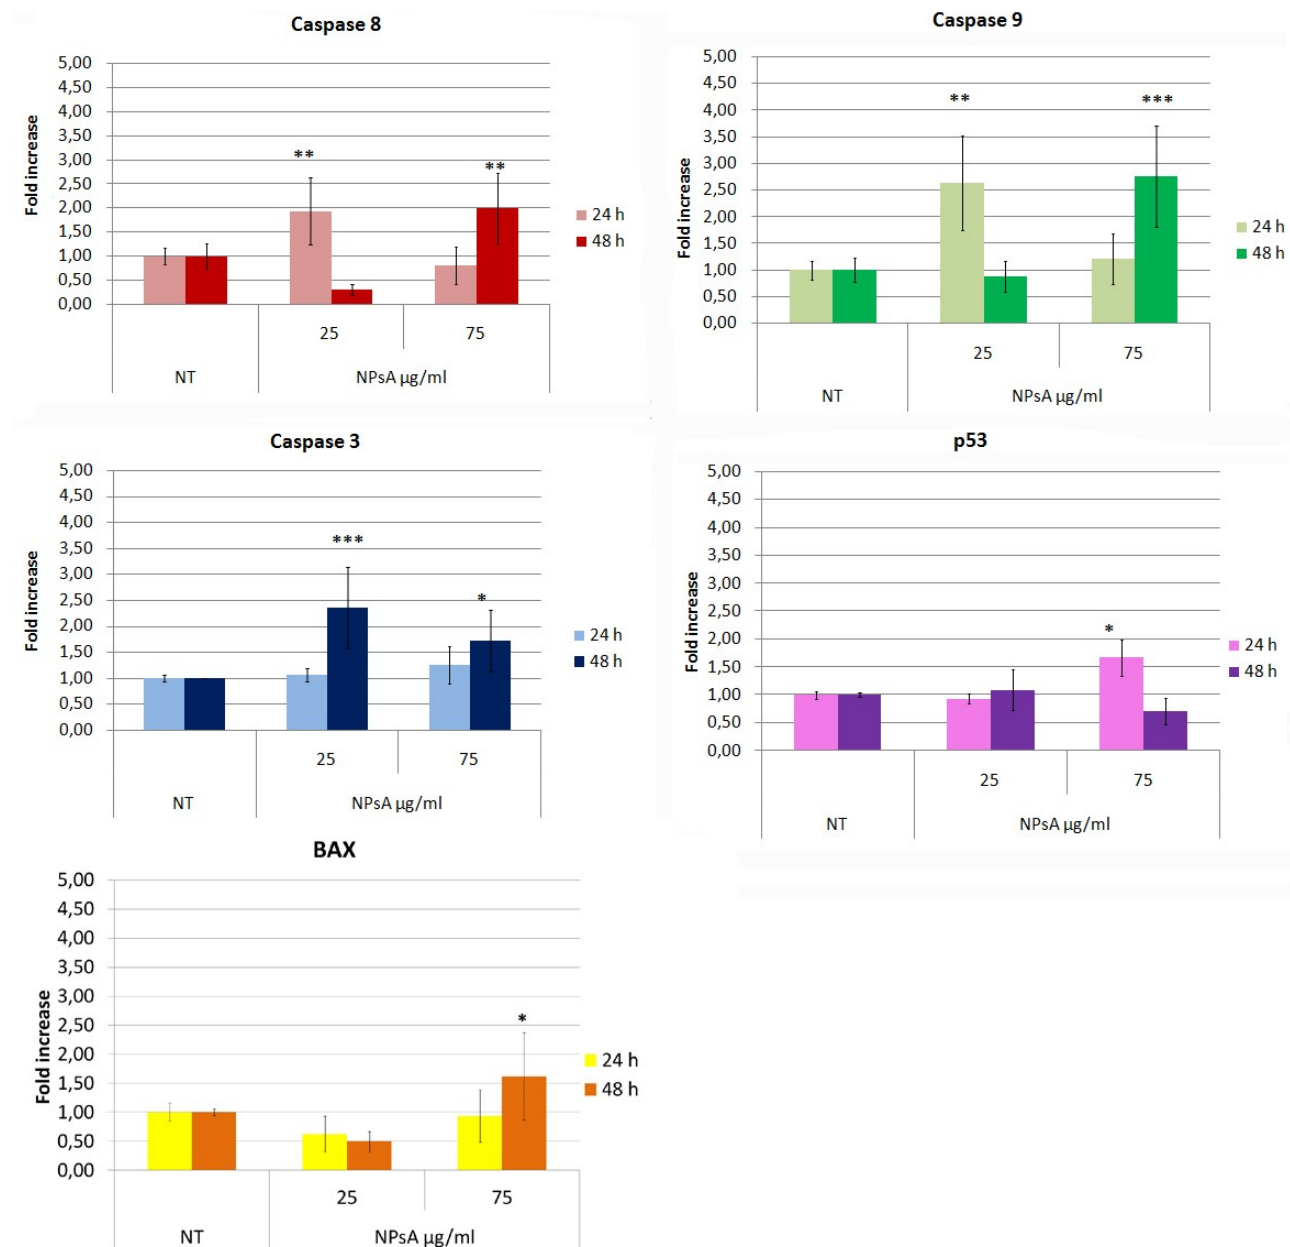 Caspase 8
5,00
4,50
4,00
3,50
3,00
2,50
2,00
1,50
1,00
0,50
0,00
Fold increase
**
**
24 h
48 h
25
75
NT
NPsA µg/ml
Caspase 9
5,00
4,50
4,00
3,50
3,00
2,50
2,00
1,50
1,00
0,50
0,00
Fold increase
**
***
24 h
48 h
25
75
NT
NPsA µg/ml
Caspase 3
5,00
4,50
4,00
3,50
3,00
2,50
2,00
1,50
1,00
0,50
0,00
Fold increase
***
*
24 h
48 h
25
75
NT
NPsA µg/ml
p53
5,00
4,50
4,00
3,50
3,00
2,50
2,00
1,50
1,00
0,50
0,00
Fold increase
*
24 h
48 h
25
75
NT
NPsA µg/ml
BAX
5,00
4,50
4,00
3,50
3,00
2,50
2,00
1,50
1,00
0,50
0,00
Fold increase
*
24 h
48 h
25
75
NT
NPsA µg/ml